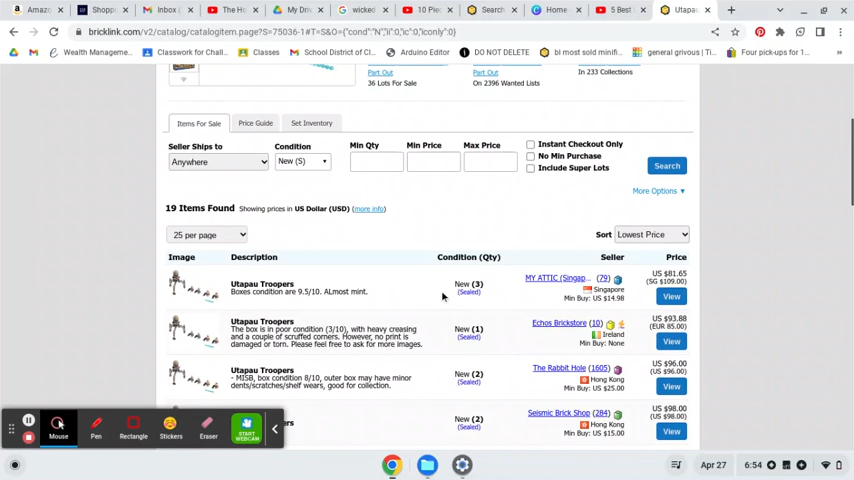 Amazo
Shoppi
Inbox (
The Ho
My Driv
wicked
10 Piec
Search
Home
5 Best
Utapau
bricklink.com/v2/catalog/catalogitem.page?S=75036-1#T=S&O={"cond":"N","ii":0,"ic":0,"iconly":0}
Wealth Manageme...
Classwork for Chall...
Classes
School District of C...
Arduino Editor
DO NOT DELETE
bl most sold minifi...
general grivous - G...
Four pick-ups for 1...
Part Out
Part Out
In 233 Collections
36 Lots For Sale
On 2396 Wanted Lists
Items For Sale
Price Guide
Set Inventory
Seller Ships to
Condition
Min Qty
Min Price
Max Price
Instant Checkout Only
Anywhere
New (S)
No Min Purchase
Include Super Lots
Search
More Options ▼
19 Items Found Showing prices in US Dollar (USD) (more info)
25 per page
Sort Lowest Price
Image Description Condition (Qty) Seller Price
Utapau Troopers
Boxes condition are 9.5/10. ALmost mint.
New (3)
(Sealed)
MY ATTIC (Singap... (79)
Singapore
Min Buy: US $14.98
US $81.65
(SG $109.00)
View
Utapau Troopers
The box is in poor condition (3/10), with heavy creasing
and a couple of scuffed corners. However, no print is
damaged or torn. Please feel free to ask for more images.
New (1)
(Sealed)
Echos Brickstore (10)
Ireland
Min Buy: None
US $93.88
(EUR 85.00)
View
Utapau Troopers
- MISB, box condition 8/10, outer box may have minor
dents/scratches/shelf wears, good for collection.
New (2)
(Sealed)
The Rabbit Hole (1605)
Hong Kong
Min Buy: US $25.00
US $96.00
(US $96.00)
View
New (2)
(Sealed)
Seismic Brick Shop (284)
Hong Kong
Min Buy: US $15.00
US $98.00
(US $98.00)
View
Mouse
Pen
Rectangle
Stickers
Eraser
START
WEBCAM
Apr 27
6:54